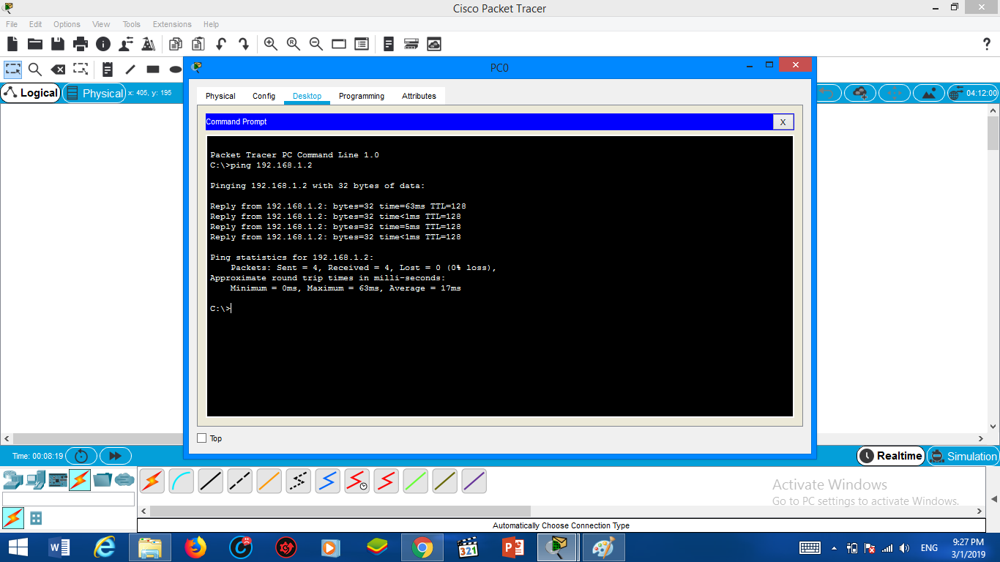 Cisco Packet Tracer
File Edit Options View Tools Extensions Help
?
PC0
Logical
Physical
x: 405, y: 195
04:12:00
Physical Config Desktop Programming Attributes
Command Prompt
X
Packet Tracer PC Command Line 1.0
C:\>ping 192.168.1.2
Pinging 192.168.1.2 with 32 bytes of data:
Reply from 192.168.1.2: bytes=32 time=63ms TTL=128
Reply from 192.168.1.2: bytes=32 time<1ms TTL=128
Reply from 192.168.1.2: bytes=32 time=5ms TTL=128
Reply from 192.168.1.2: bytes=32 time<1ms TTL=128
Ping statistics for 192.168.1.2:
Packets: Sent = 4, Received = 4, Lost = 0 (0% loss),
Approximate round trip times in milli-seconds:
Minimum = 0ms, Maximum = 63ms, Average = 17ms
C:\>
Top
Time: 00:08:19
Realtime
Simulation
Activate Windows
Go to PC settings to activate Windows.
Automatically Choose Connection Type
321
ENG
9:27 PM
3/1/2019